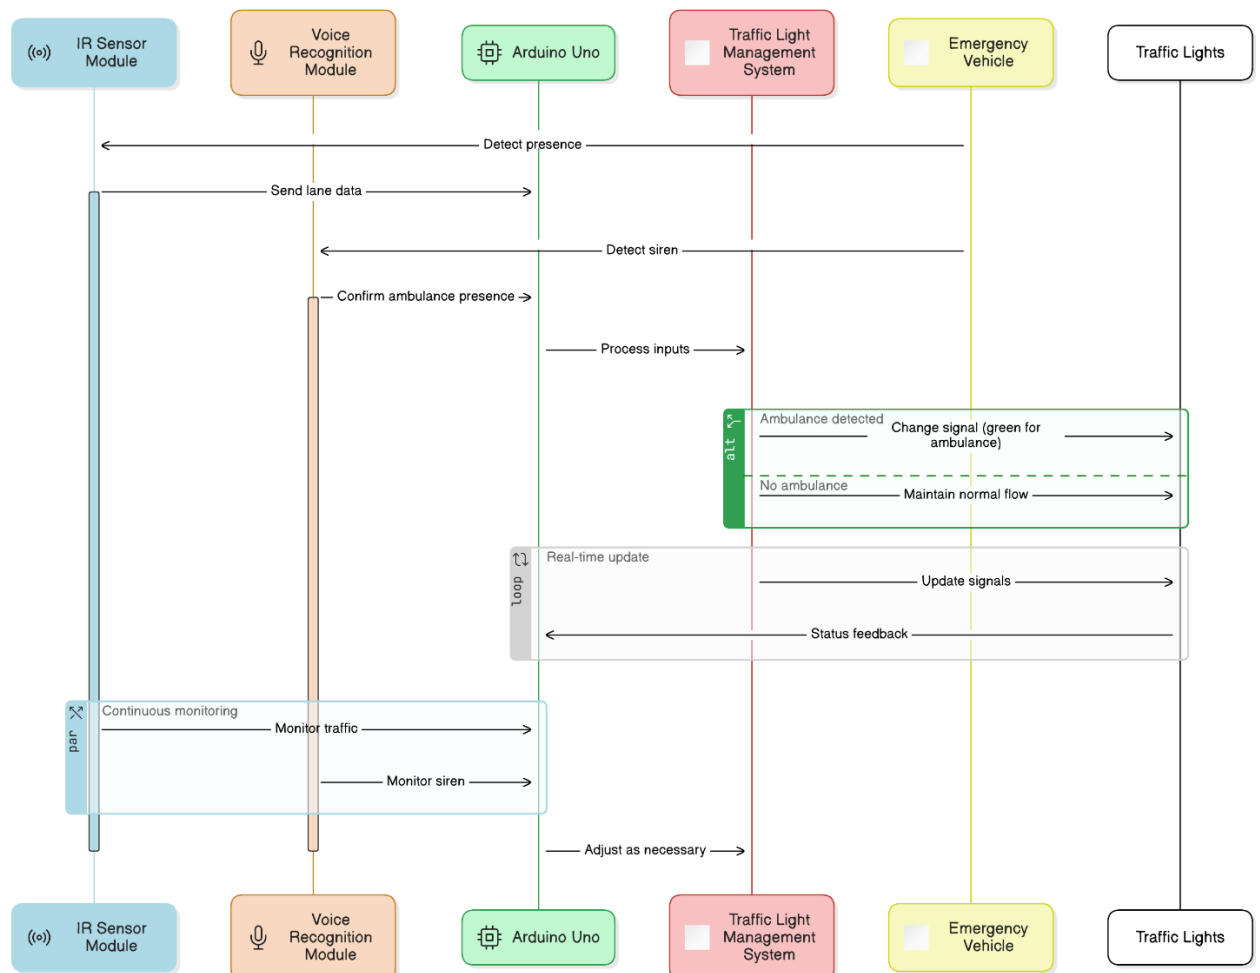 IR Sensor
Module
Voice
Recognition
Module
Arduino Uno
Traffic Light
Management
System
Emergency
Vehicle
Traffic Lights
Detect presence
Send lane data
Detect siren
Confirm ambulance presence
Process inputs
alt
Ambulance detected
Change signal (green for
ambulance)
No ambulance
Maintain normal flow
loop
Real-time update
Update signals
Status feedback
par
Continuous monitoring
Monitor traffic
Monitor siren
Adjust as necessary
IR Sensor
Module
Voice
Recognition
Module
Arduino Uno
Traffic Light
Management
System
Emergency
Vehicle
Traffic Lights